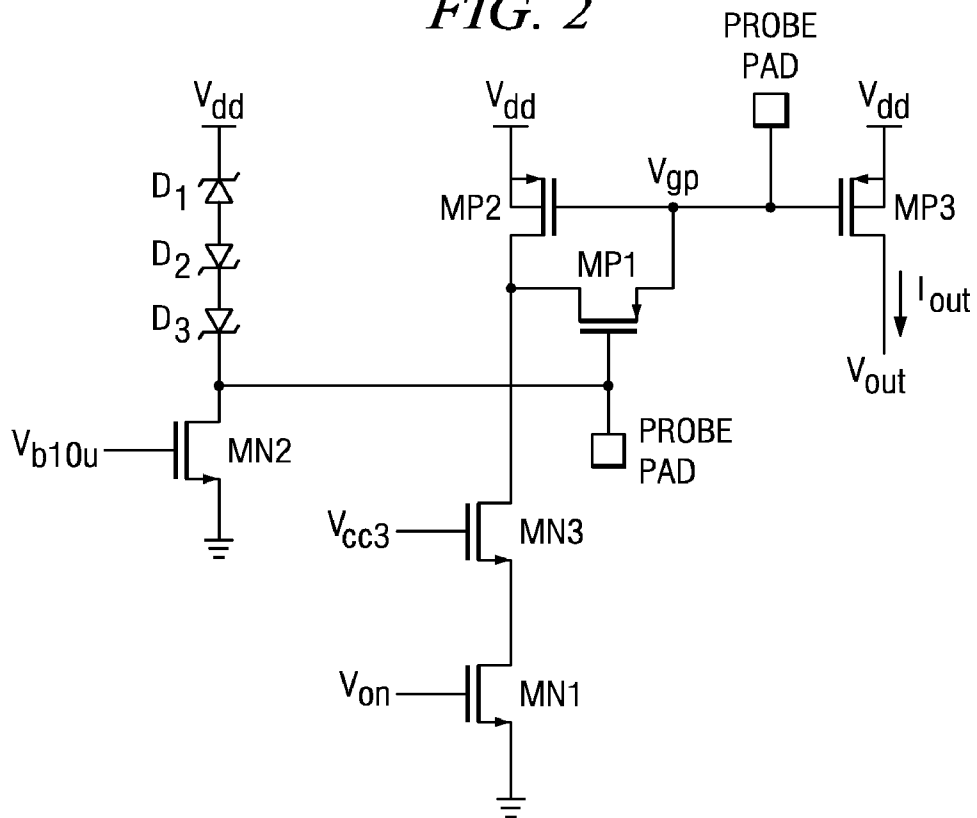 FIG. 2
PROBE
PAD
Vdd
Vdd
Vdd
D1
Vgp
MP2
MP3
D2
MP1
D3
Iout
Vout
Vb10u
MN2
PROBE
PAD
Vcc3
MN3
Von
MN1